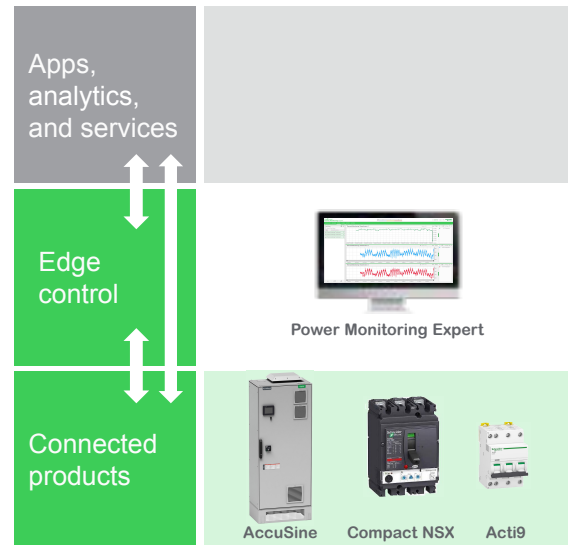 Apps,
analytics,
and services
Edge
control
Power Monitoring Expert
Connected
products
AccuSine
Compact NSX
Acti9